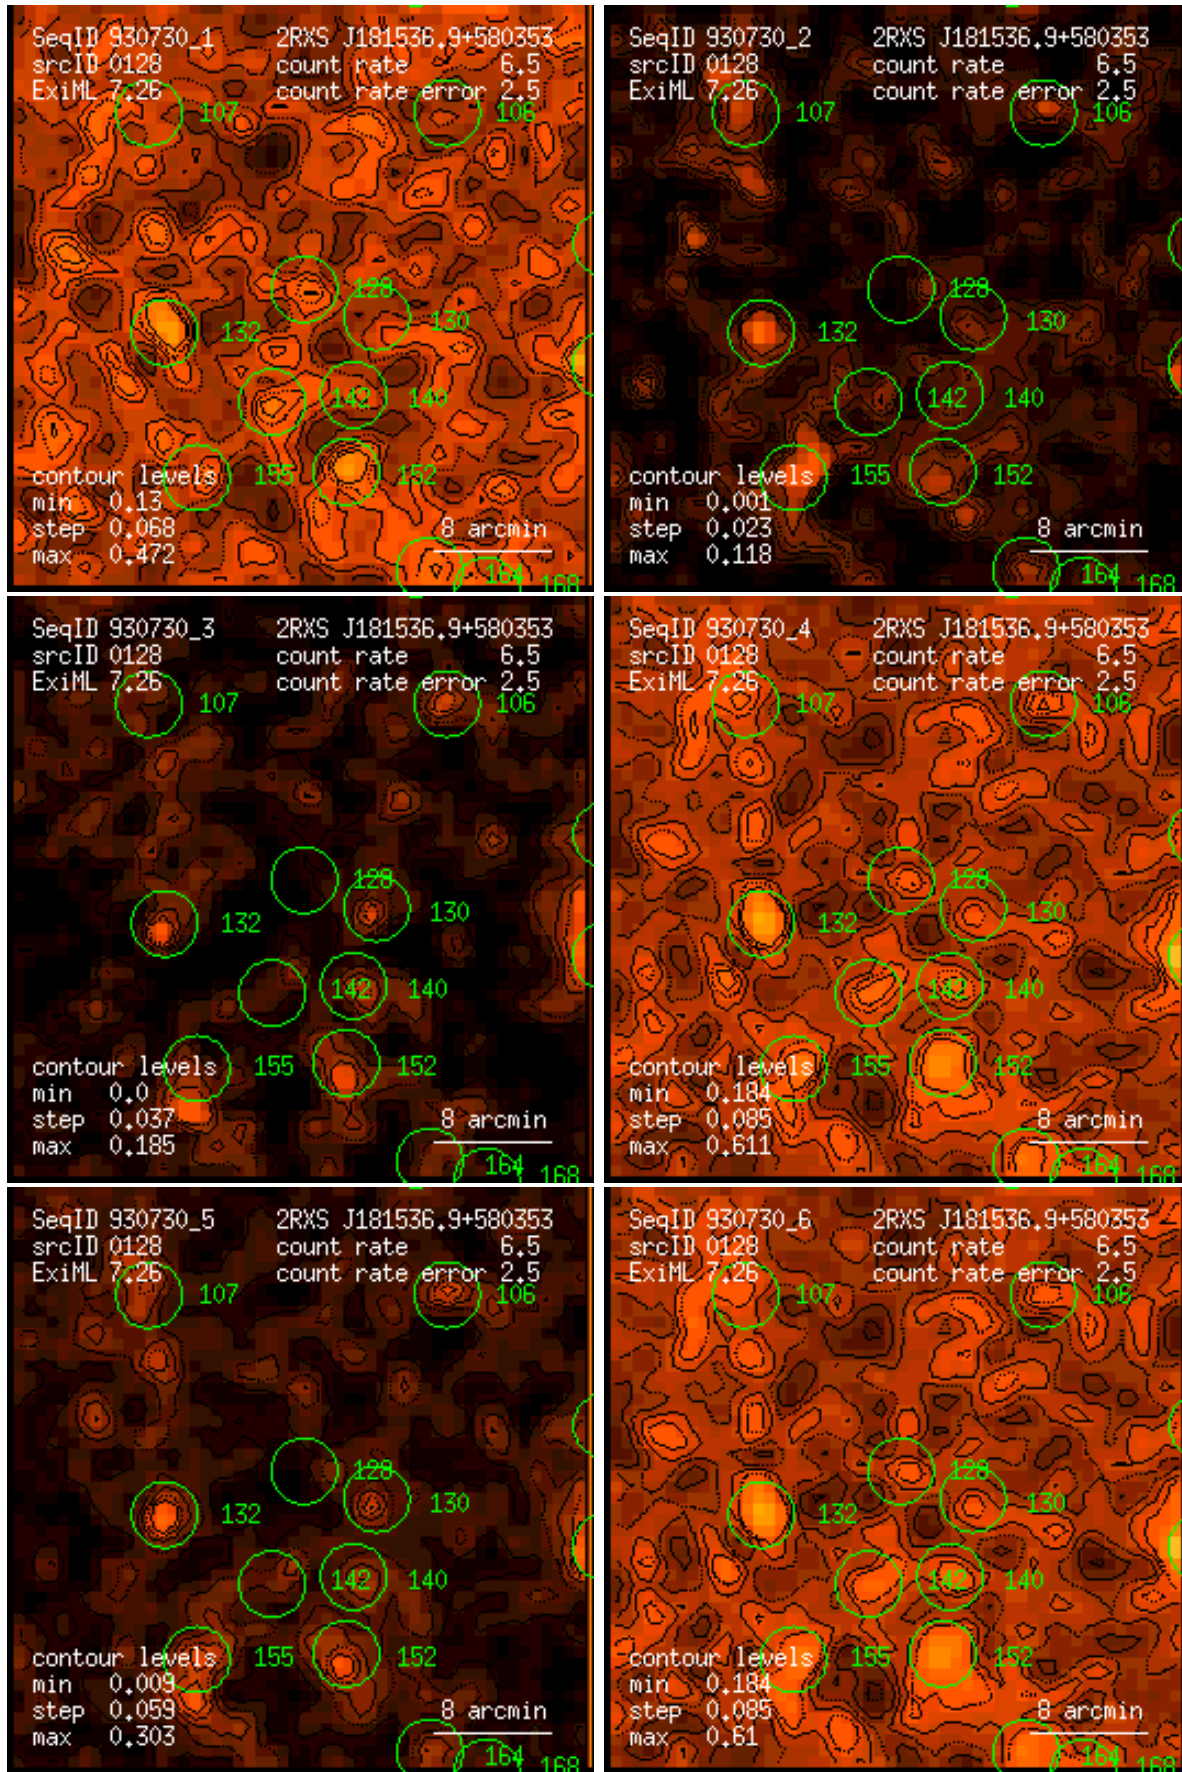 SeqID 930730_1 2RXS J181536.9+580353
srcID 0128 count rate 6.5
ExiML 7.26 count rate error 2.5
107 106
128
130
132
142 140
155 152
contour levels
min 0.13
step 0.068 8 arcmin
max 0.472
164 168
SeqID 930730_2 2RXS J181536.9+580353
srcID 0128 count rate 6.5
ExiML 7.26 count rate error 2.5
107 106
128
130
132
142 140
155 152
contour levels
min 0.001
step 0.023 8 arcmin
max 0.118
164 168
SeqID 930730_3 2RXS J181536.9+580353
srcID 0128 count rate 6.5
ExiML 7.26 count rate error 2.5
107 106
128
130
132
142 140
155 152
contour levels
min 0.0
step 0.037 8 arcmin
max 0.185
164 168
SeqID 930730_4 2RXS J181536.9+580353
srcID 0128 count rate 6.5
ExiML 7.26 count rate error 2.5
107 106
128
130
132
142 140
155 152
contour levels
min 0.184
step 0.085 8 arcmin
max 0.611
164 168
SeqID 930730_5 2RXS J181536.9+580353
srcID 0128 count rate 6.5
ExiML 7.26 count rate error 2.5
107 106
128
130
132
142 140
155 152
contour levels
min 0.009
step 0.059 8 arcmin
max 0.303
164 168
SeqID 930730_6 2RXS J181536.9+580353
srcID 0128 count rate 6.5
ExiML 7.26 count rate error 2.5
107 106
128
130
132
142 140
155 152
contour levels
min 0.184
step 0.085 8 arcmin
max 0.61
164 168